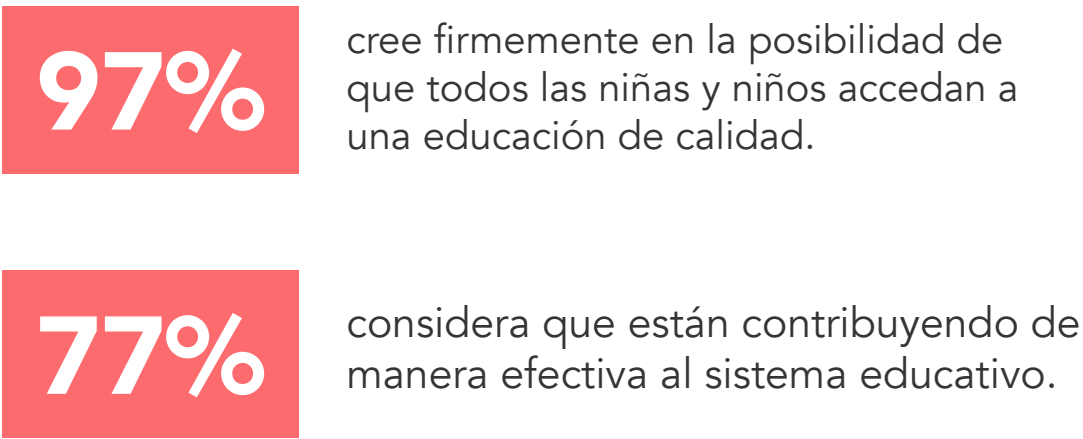 97%
cree firmemente en la posibilidad de
que todos las niñas y niños accedan a
una educación de calidad.
77%
considera que están contribuyendo de
manera efectiva al sistema educativo.